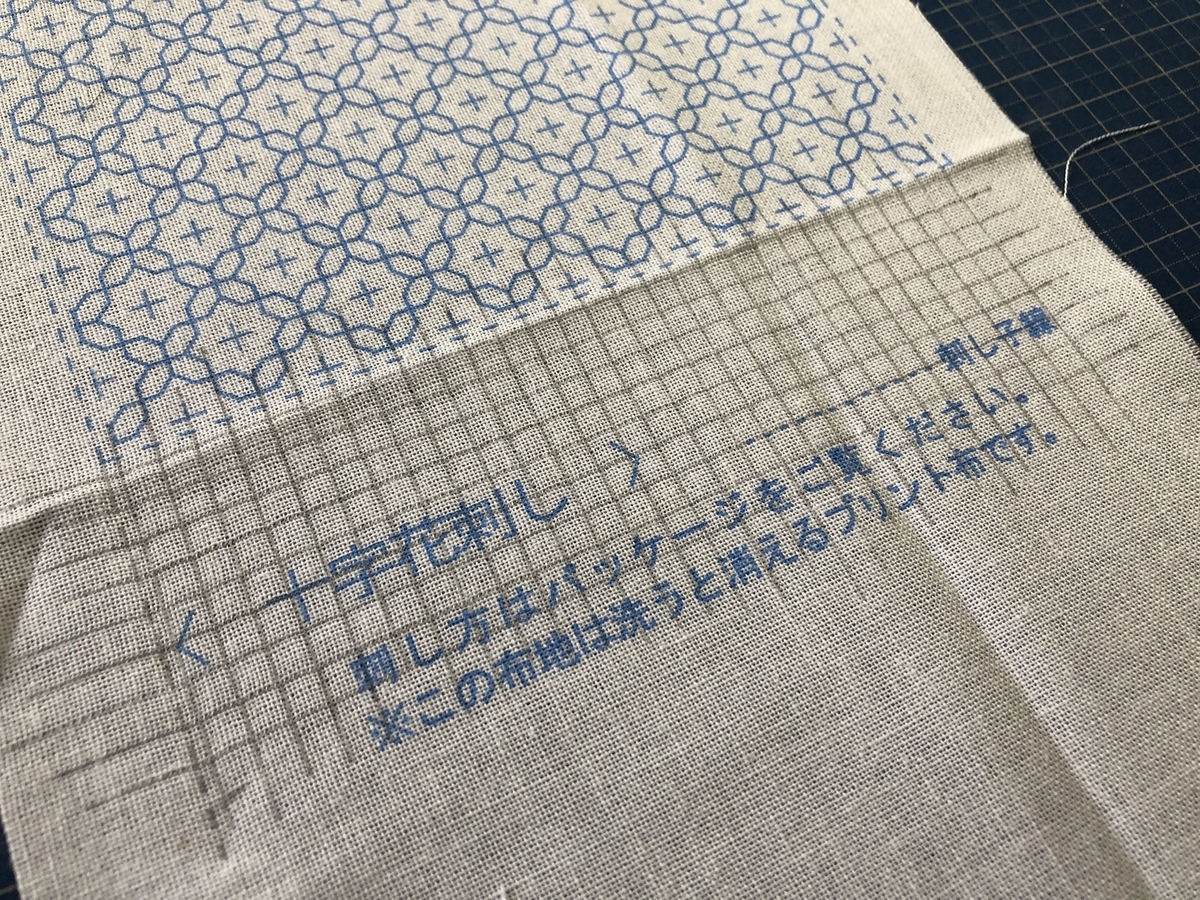 刺し子線
〈 十字花刺し 〉
刺し方はパッケージをご覧ください。
※この布地は洗うと消えるプリント布です。